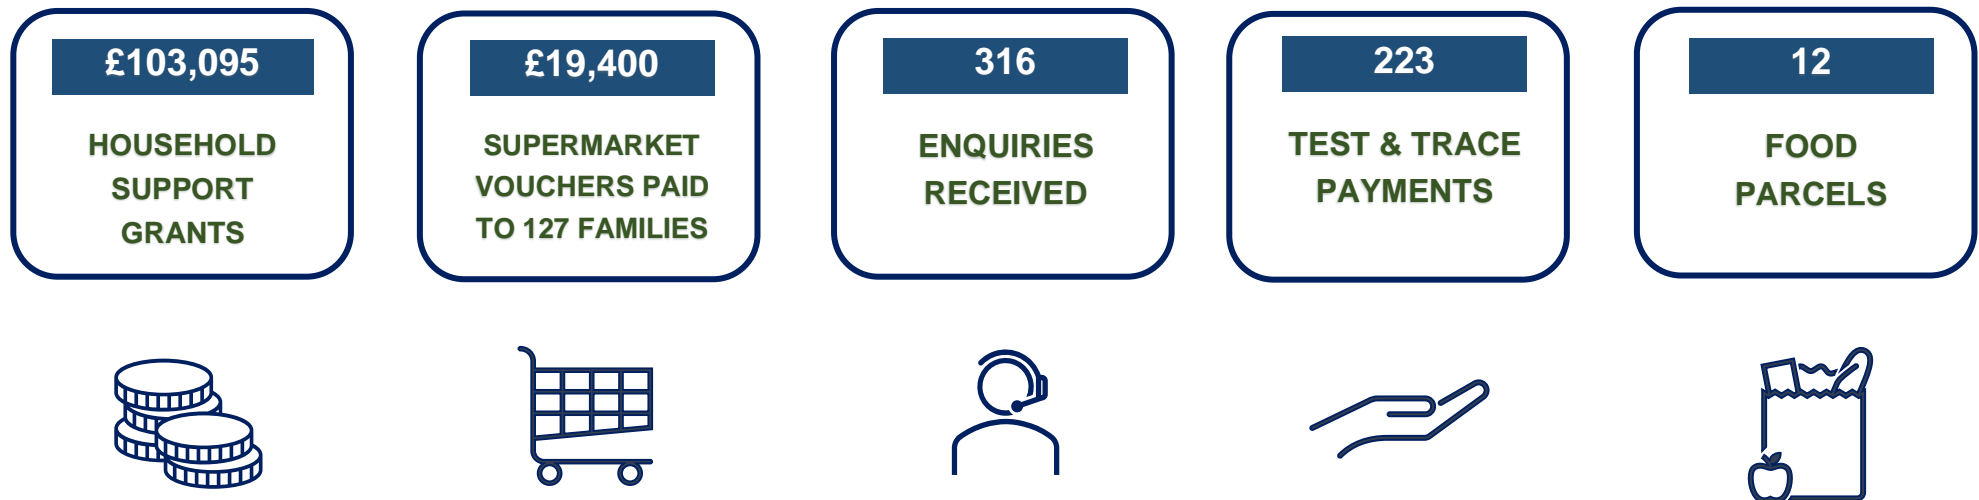 £103,095
HOUSEHOLD
SUPPORT
GRANTS
£19,400
SUPERMARKET
VOUCHERS PAID
TO 127 FAMILIES
316
ENQUIRIES
RECEIVED
223
TEST & TRACE
PAYMENTS
12
FOOD
PARCELS